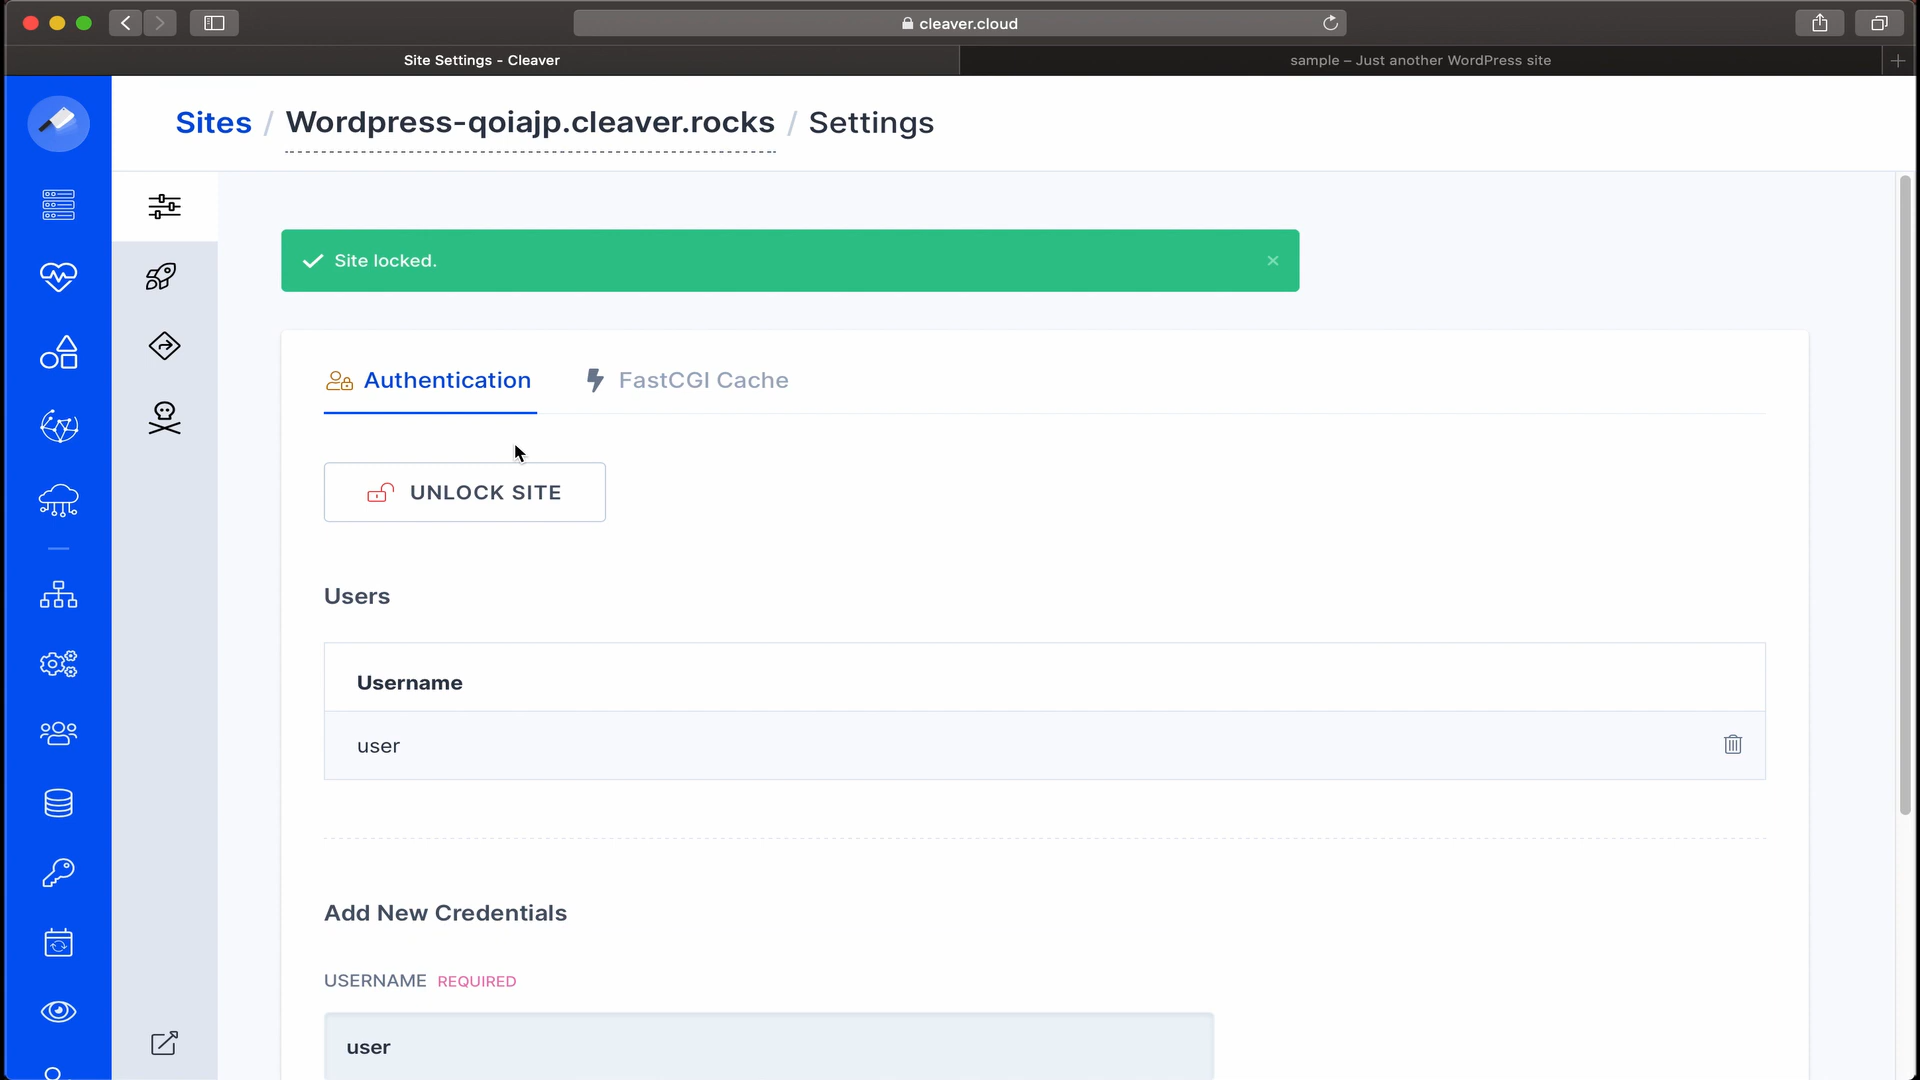 cleaver.cloud
Site Settings - Cleaver
sample – Just another WordPress site
Sites / Wordpress-qoiajp.cleaver.rocks / Settings
Site locked.
Authentication
FastCGI Cache
UNLOCK SITE
Users
Username
user
Add New Credentials
USERNAME REQUIRED
user